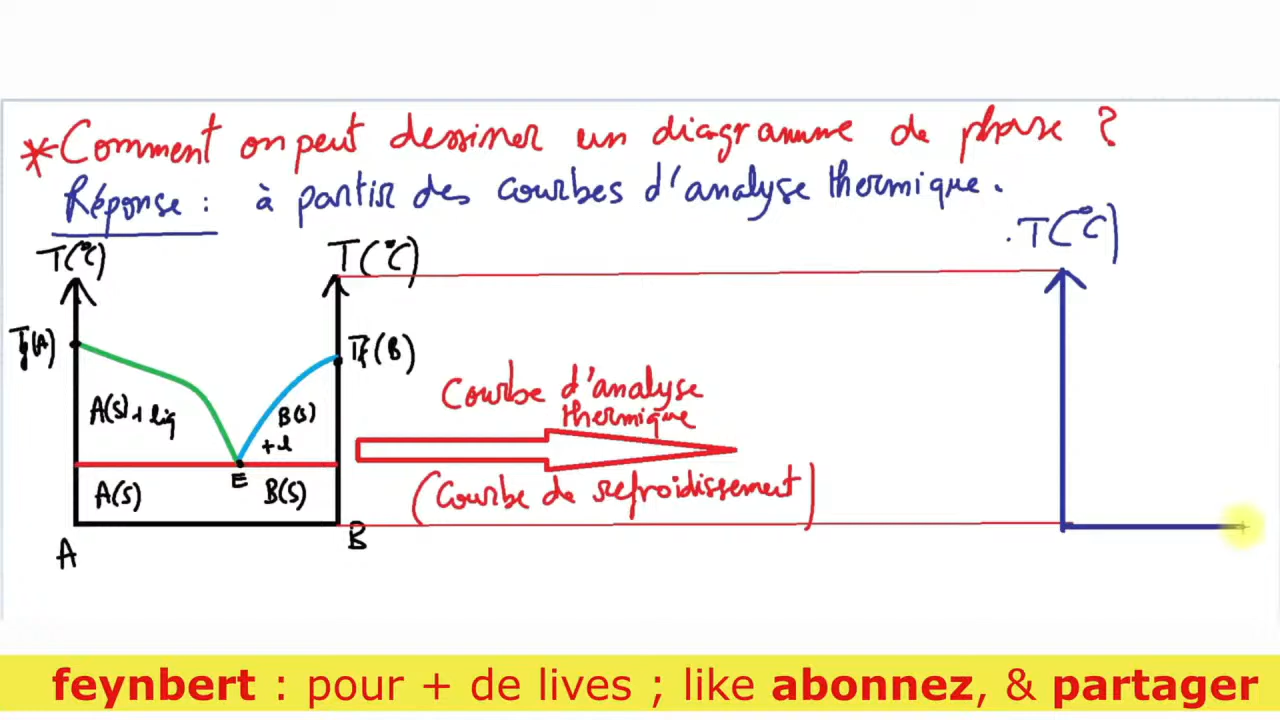 *Comment on peut dessiner un diagramme de phase ?
Réponse : à partir des courbes d'analyse thermique.
T(°C) T(°C) .T(°C)
Tf(A) Tf(B)
Courbe d'analyse
thermique
A(s)+liq B(s)
+l
(Courbe de refroidissement)
A(S) E B(S)
A B
feynbert : pour + de lives ; like abonnez, & partager